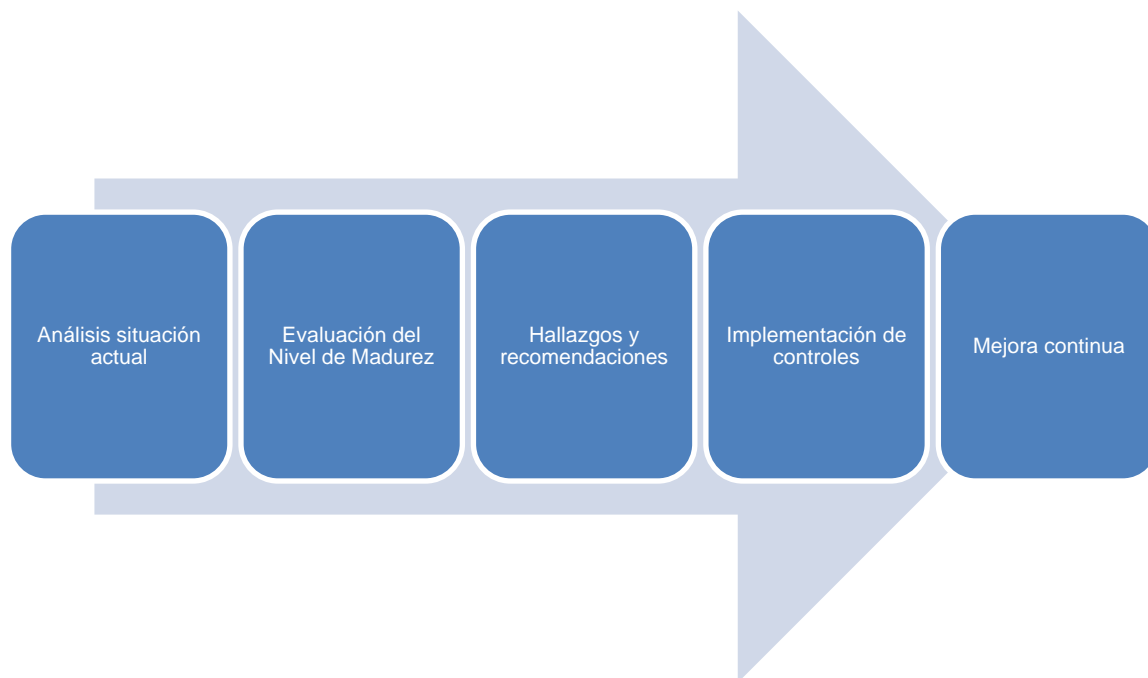 Análisis situación
actual
Evaluación del
Nivel de Madurez
Hallazgos y
recomendaciones
Implementación de
controles
Mejora continua